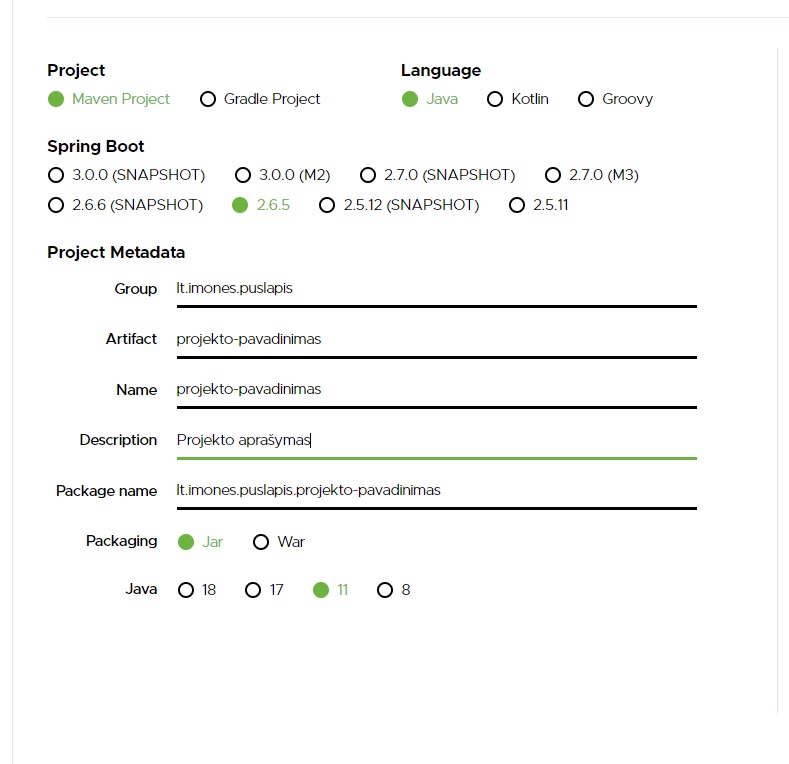 Project
Maven Project Gradle Project
Language
Java Kotlin Groovy
Spring Boot
3.0.0 (SNAPSHOT) 3.0.0 (M2) 2.7.0 (SNAPSHOT) 2.7.0 (M3)
2.6.6 (SNAPSHOT) 2.6.5 2.5.12 (SNAPSHOT) 2.5.11
Project Metadata
Group lt.imones.puslapis
Artifact projekto-pavadinimas
Name projekto-pavadinimas
Description Projekto aprašymas
Package name lt.imones.puslapis.projekto-pavadinimas
Packaging Jar War
Java 18 17 11 8